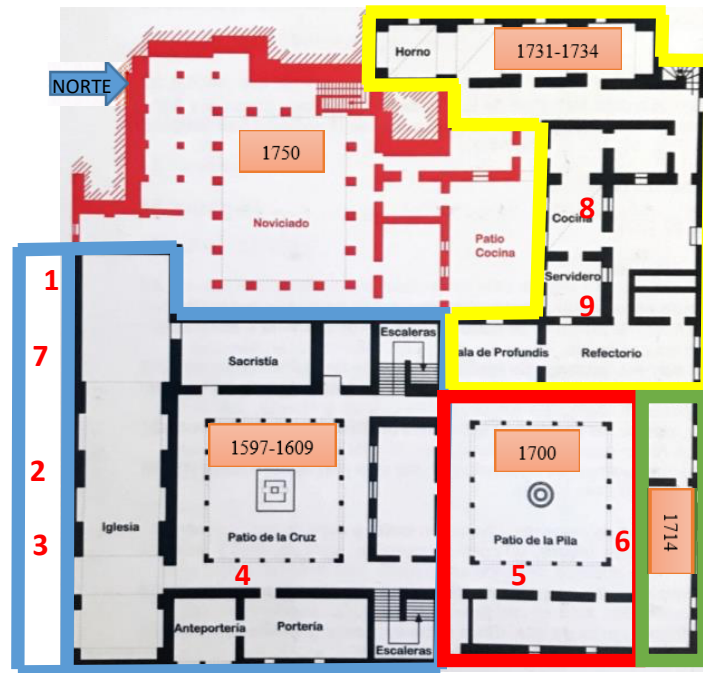 Horno
1731-1734
NORTE
1750
Noviciado
Patio
Cocina
8
Cocina
Servidero
9
1
7
2
3
Escaleras
Sacristía
ala de Profundis
Refectorio
1597-1609
1700
Iglesia
Patio de la Cruz
Patio de la Pila
6
1714
4
5
Anteportería
Portería
Escaleras